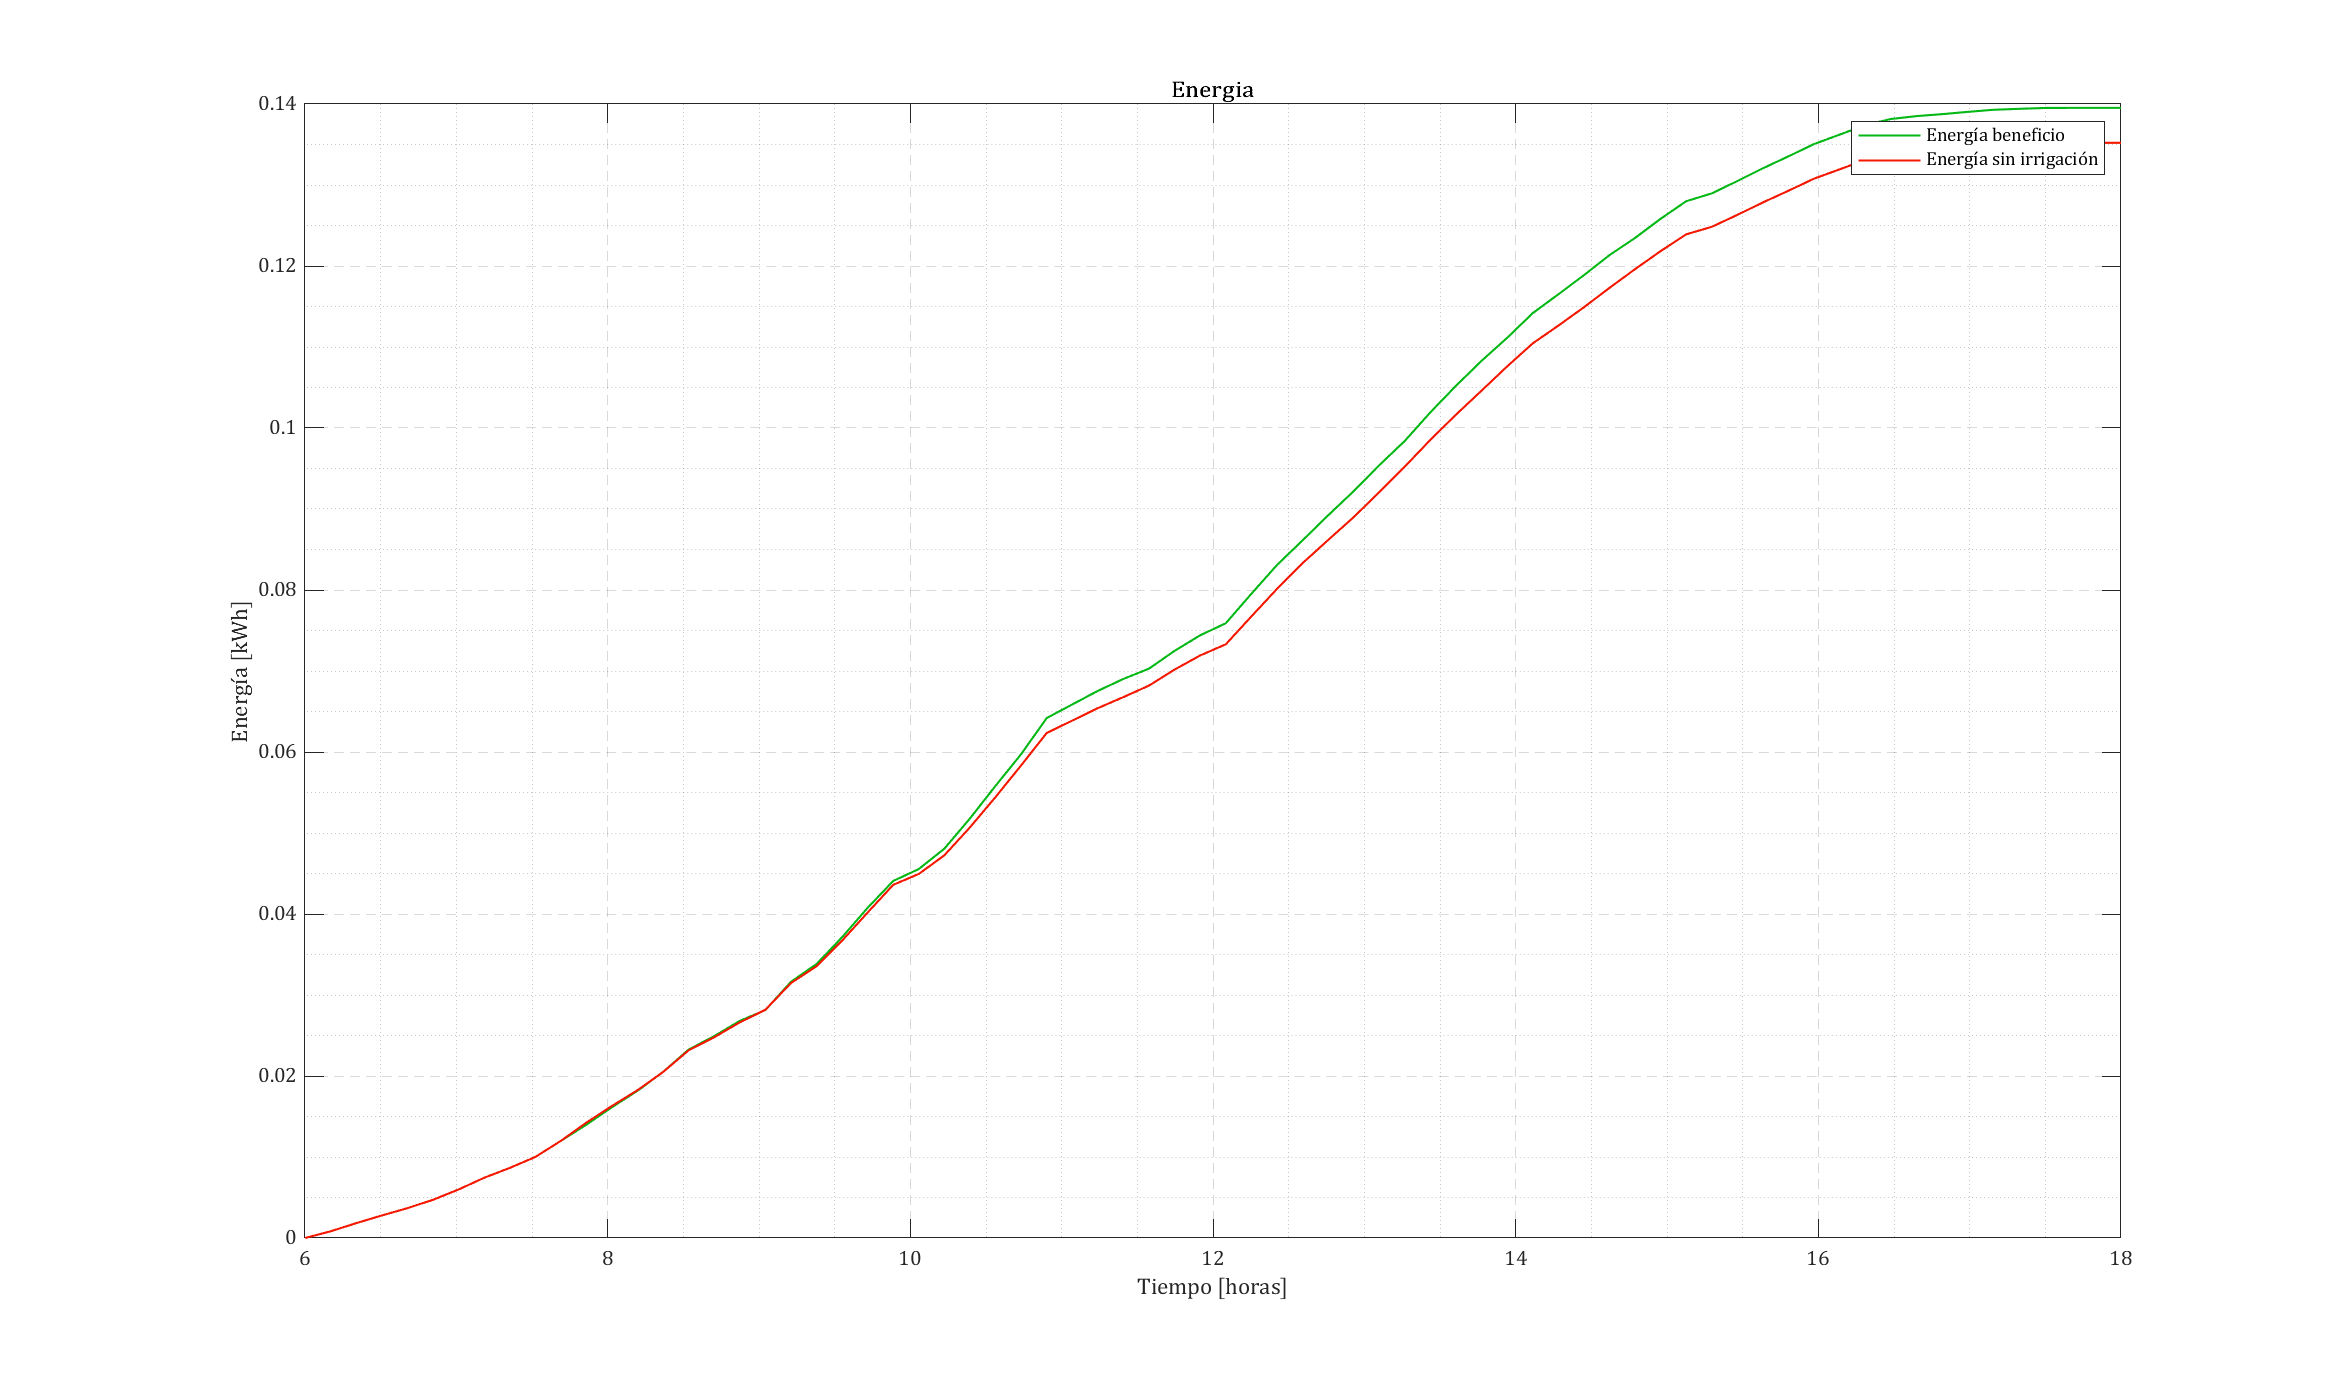 Energia
0.14
0.12
0.1
0.08
0.06
0.04
0.02
0
Energía [kWh]
Energía beneficio
Energía sin irrigación
6 8 10 12 14 16 18
Tiempo [horas]